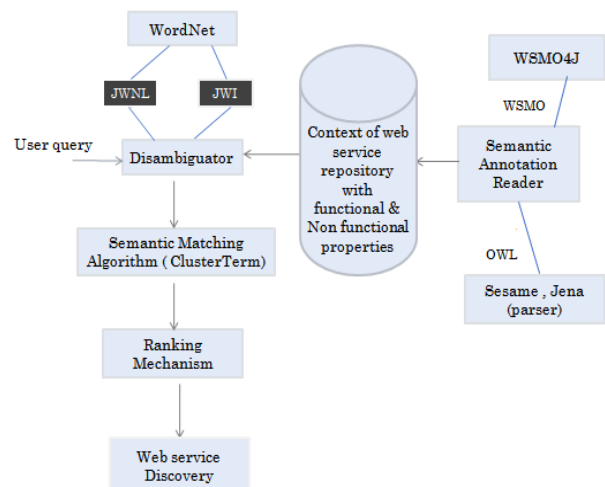 WordNet
WSMO4J
JWNL
JWI
WSMO
User query
Disambiguator
Context of web
service
repository
with
functional &
Non functional
properties
Semantic
Annotation
Reader
Semantic Matching
Algorithm ( ClusterTerm)
OWL
Sesame , Jena
(parser)
Ranking
Mechanism
Web service
Discovery